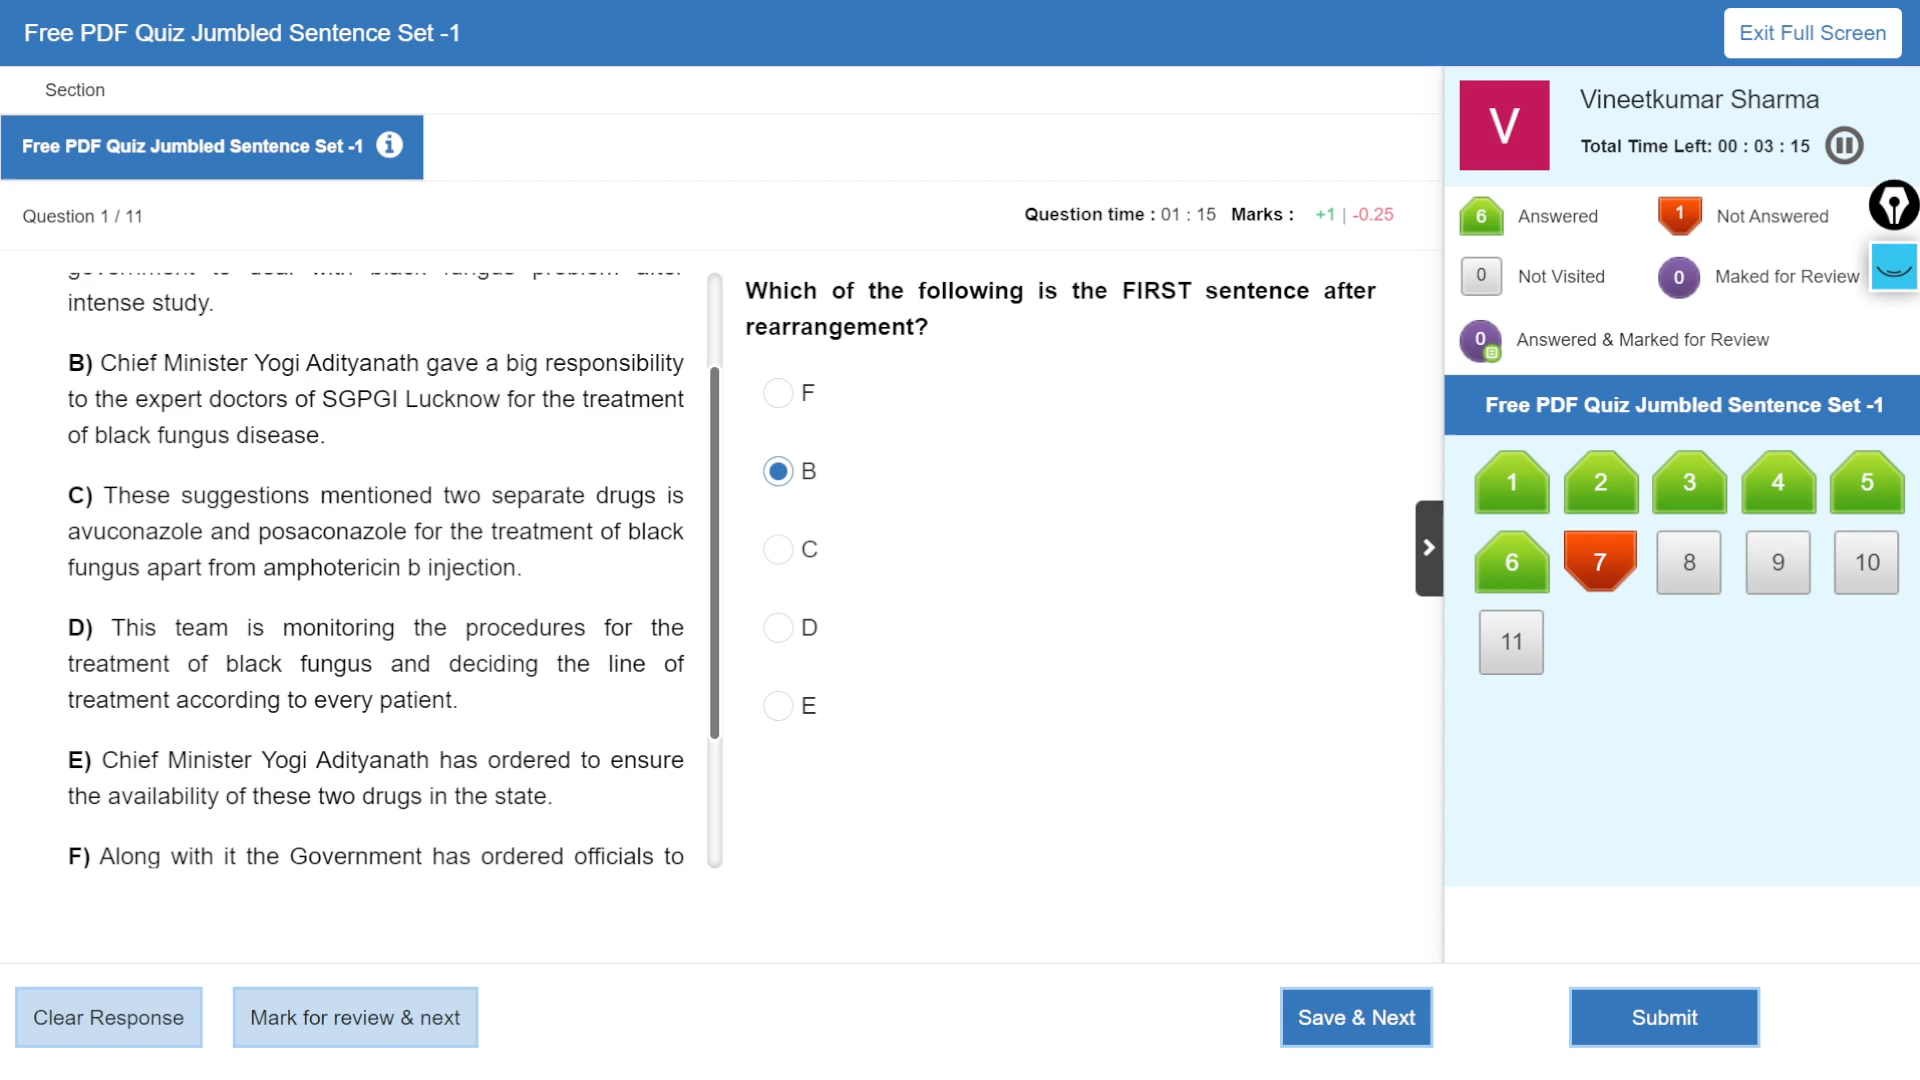 Free PDF Quiz Jumbled Sentence Set -1
Exit Full Screen
Section
Free PDF Quiz Jumbled Sentence Set -1
Question 1 / 11
Question time : 01 : 15 Marks : +1 | -0.25
intense study.
B) Chief Minister Yogi Adityanath gave a big responsibility
to the expert doctors of SGPGI Lucknow for the treatment
of black fungus disease.
C) These suggestions mentioned two separate drugs is
avuconazole and posaconazole for the treatment of black
fungus apart from amphotericin b injection.
D) This team is monitoring the procedures for the
treatment of black fungus and deciding the line of
treatment according to every patient.
E) Chief Minister Yogi Adityanath has ordered to ensure
the availability of these two drugs in the state.
F) Along with it the Government has ordered officials to
Which of the following is the FIRST sentence after
rearrangement?
F
B
C
D
E
Clear Response
Mark for review & next
Save & Next
Submit
V
Vineetkumar Sharma
Total Time Left: 00 : 03 : 15
6 Answered
1 Not Answered
0 Not Visited
0 Maked for Review
0 Answered & Marked for Review
Free PDF Quiz Jumbled Sentence Set -1
1 2 3 4 5
6 7 8 9 10
11